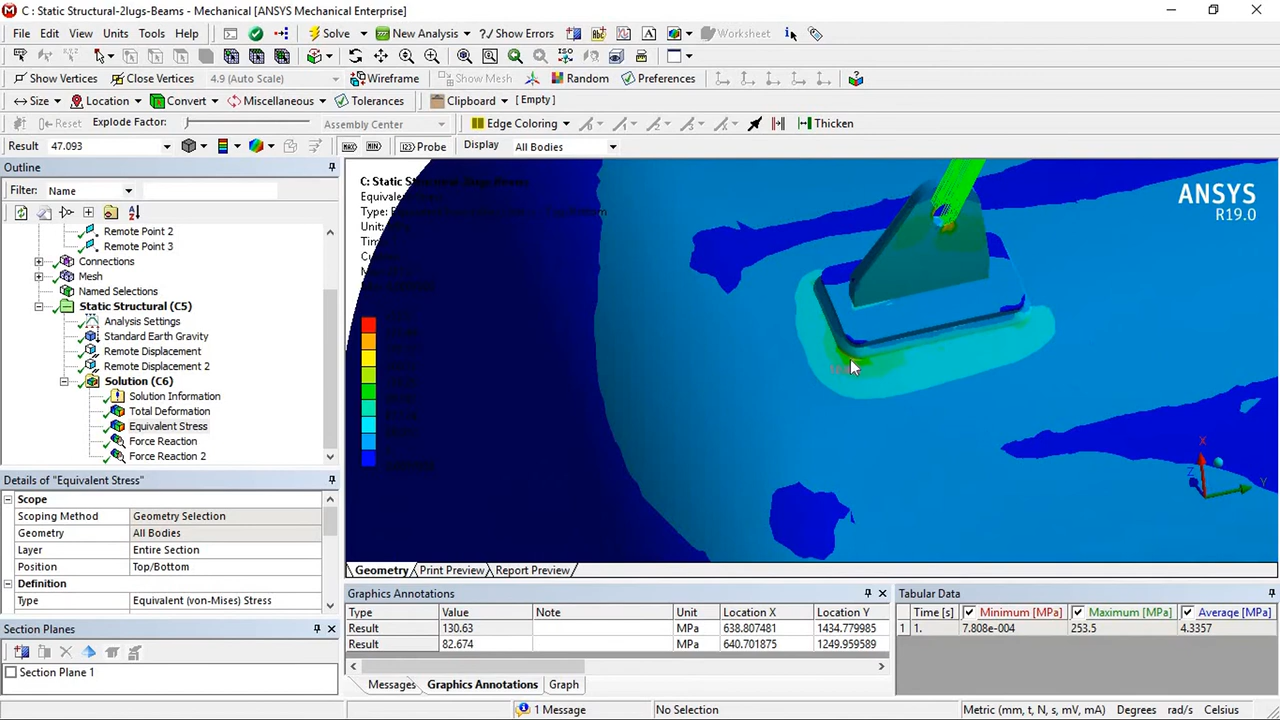 C : Static Structural-2lugs-Beams - Mechanical [ANSYS Mechanical Enterprise]
File Edit View Units Tools Help Solve New Analysis ?/ Show Errors Worksheet
Show Vertices Close Vertices 4.9 (Auto Scale) Wireframe Show Mesh Random Preferences
Size Location Convert Miscellaneous Tolerances Clipboard [ Empty ]
Reset Explode Factor: Assembly Center Edge Coloring Thicken
Result 47.093 MAX MIN Probe Display All Bodies
Outline
Filter: Name
Remote Point 2
Remote Point 3
Connections
Mesh
Named Selections
Static Structural (C5)
Analysis Settings
Standard Earth Gravity
Remote Displacement
Remote Displacement 2
Solution (C6)
Solution Information
Total Deformation
Equivalent Stress
Force Reaction
Force Reaction 2
Details of "Equivalent Stress"
Scope
Scoping Method Geometry Selection
Geometry All Bodies
Layer Entire Section
Position Top/Bottom
Definition
Type Equivalent (von-Mises) Stress
Section Planes
Section Plane 1
C: Static Structural-2lugs-Beams
Equivalent
Type:
Unit:
ANSYS
R19.0
X
Y
Z
Geometry Print Preview Report Preview
Graphics Annotations
Type Value Note Unit Location X Location Y
Result 130.63 MPa 638.807481 1434.779985
Result 82.674 MPa 640.701875 1249.959589
Messages Graphics Annotations Graph
Tabular Data
Time [s] Minimum [MPa] Maximum [MPa] Average [MPa]
1 1. 7.808e-004 253.5 4.3357
1 Message No Selection Metric (mm, t, N, s, mV, mA) Degrees rad/s Celsius